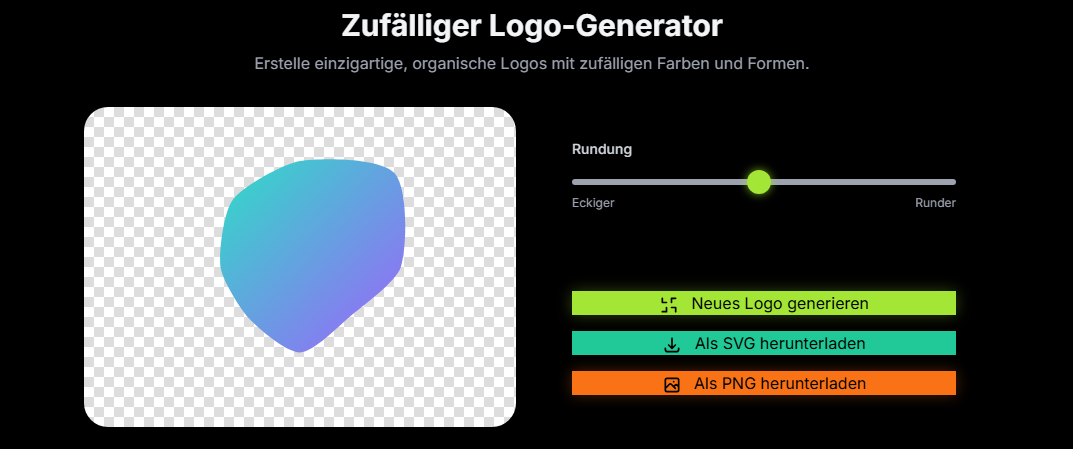 Zufälliger Logo-Generator
Erstelle einzigartige, organische Logos mit zufälligen Farben und Formen.
Rundung
Eckiger Runder
Neues Logo generieren
Als SVG herunterladen
Als PNG herunterladen